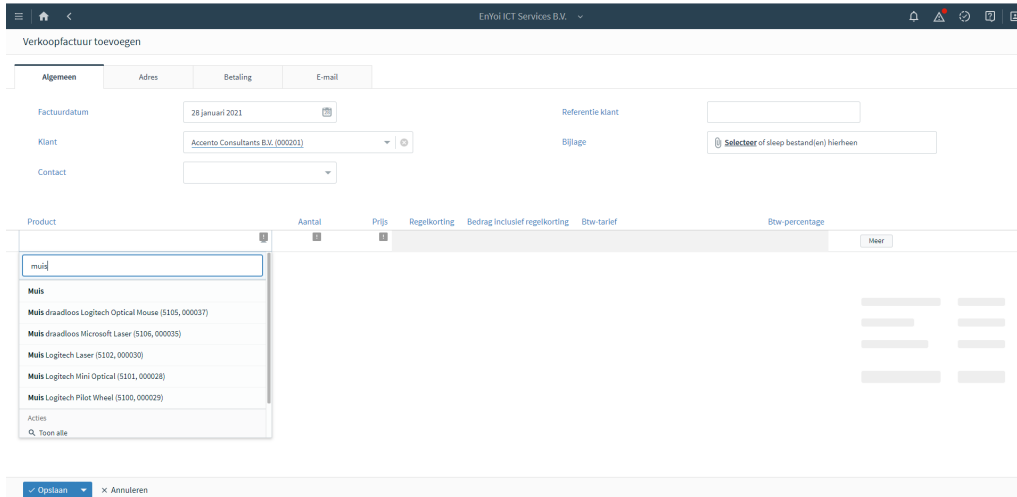 EnYoi ICT Services B.V.
Verkoopfactuur toevoegen
Algemeen Adres Betaling E-mail
Factuurdatum 28 januari 2021 Referentie klant
Klant Accento Consultants B.V. (000201) Bijlage Selecteer of sleep bestand(en) hierheen
Contact
Product Aantal Prijs Regelkorting Bedrag inclusief regelkorting Btw-tarief Btw-percentage
Meer
muis
Muis
Muis draadloos Logitech Optical Mouse (5105, 000037)
Muis draadloos Microsoft Laser (5106, 000035)
Muis Logitech Laser (5102, 000030)
Muis Logitech Mini Optical (5101, 000028)
Muis Logitech Pilot Wheel (5100, 000029)
Acties
Toon alle
Opslaan Annuleren